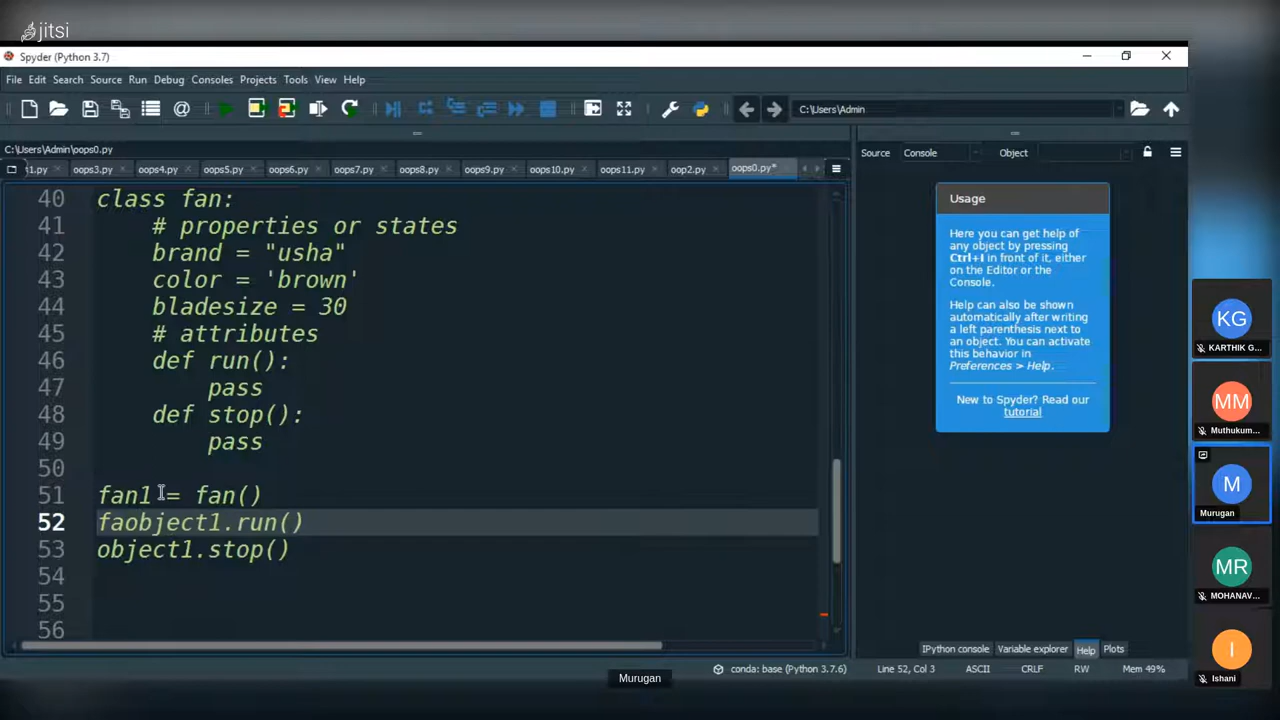 jitsi
Spyder (Python 3.7)
File Edit Search Source Run Debug Consoles Projects Tools View Help
C:\Users\Admin
C:\Users\Admin\oops0.py
i1.py oops3.py oops4.py oops5.py oops6.py oops7.py oops8.py oops9.py oops10.py oops11.py oop2.py oops0.py*
Source Console Object
40 class fan:
41 # properties or states
42 brand = "usha"
43 color = 'brown'
44 bladesize = 30
45 # attributes
46 def run():
47 pass
48 def stop():
49 pass
50
51 fan1 = fan()
52 faobject1.run()
53 object1.stop()
54
55
56
Usage
Here you can get help of
any object by pressing
Ctrl+I in front of it, either
on the Editor or the
Console.
Help can also be shown
automatically after writing
a left parenthesis next to
an object. You can activate
this behavior in
Preferences > Help.
New to Spyder? Read our
tutorial
IPython console Variable explorer Help Plots
conda: base (Python 3.7.6) Line 52, Col 3 ASCII CRLF RW Mem 49%
Murugan
KG
KARTHIK G...
MM
Muthukum...
M
Murugan
MR
MOHANAV...
I
Ishani